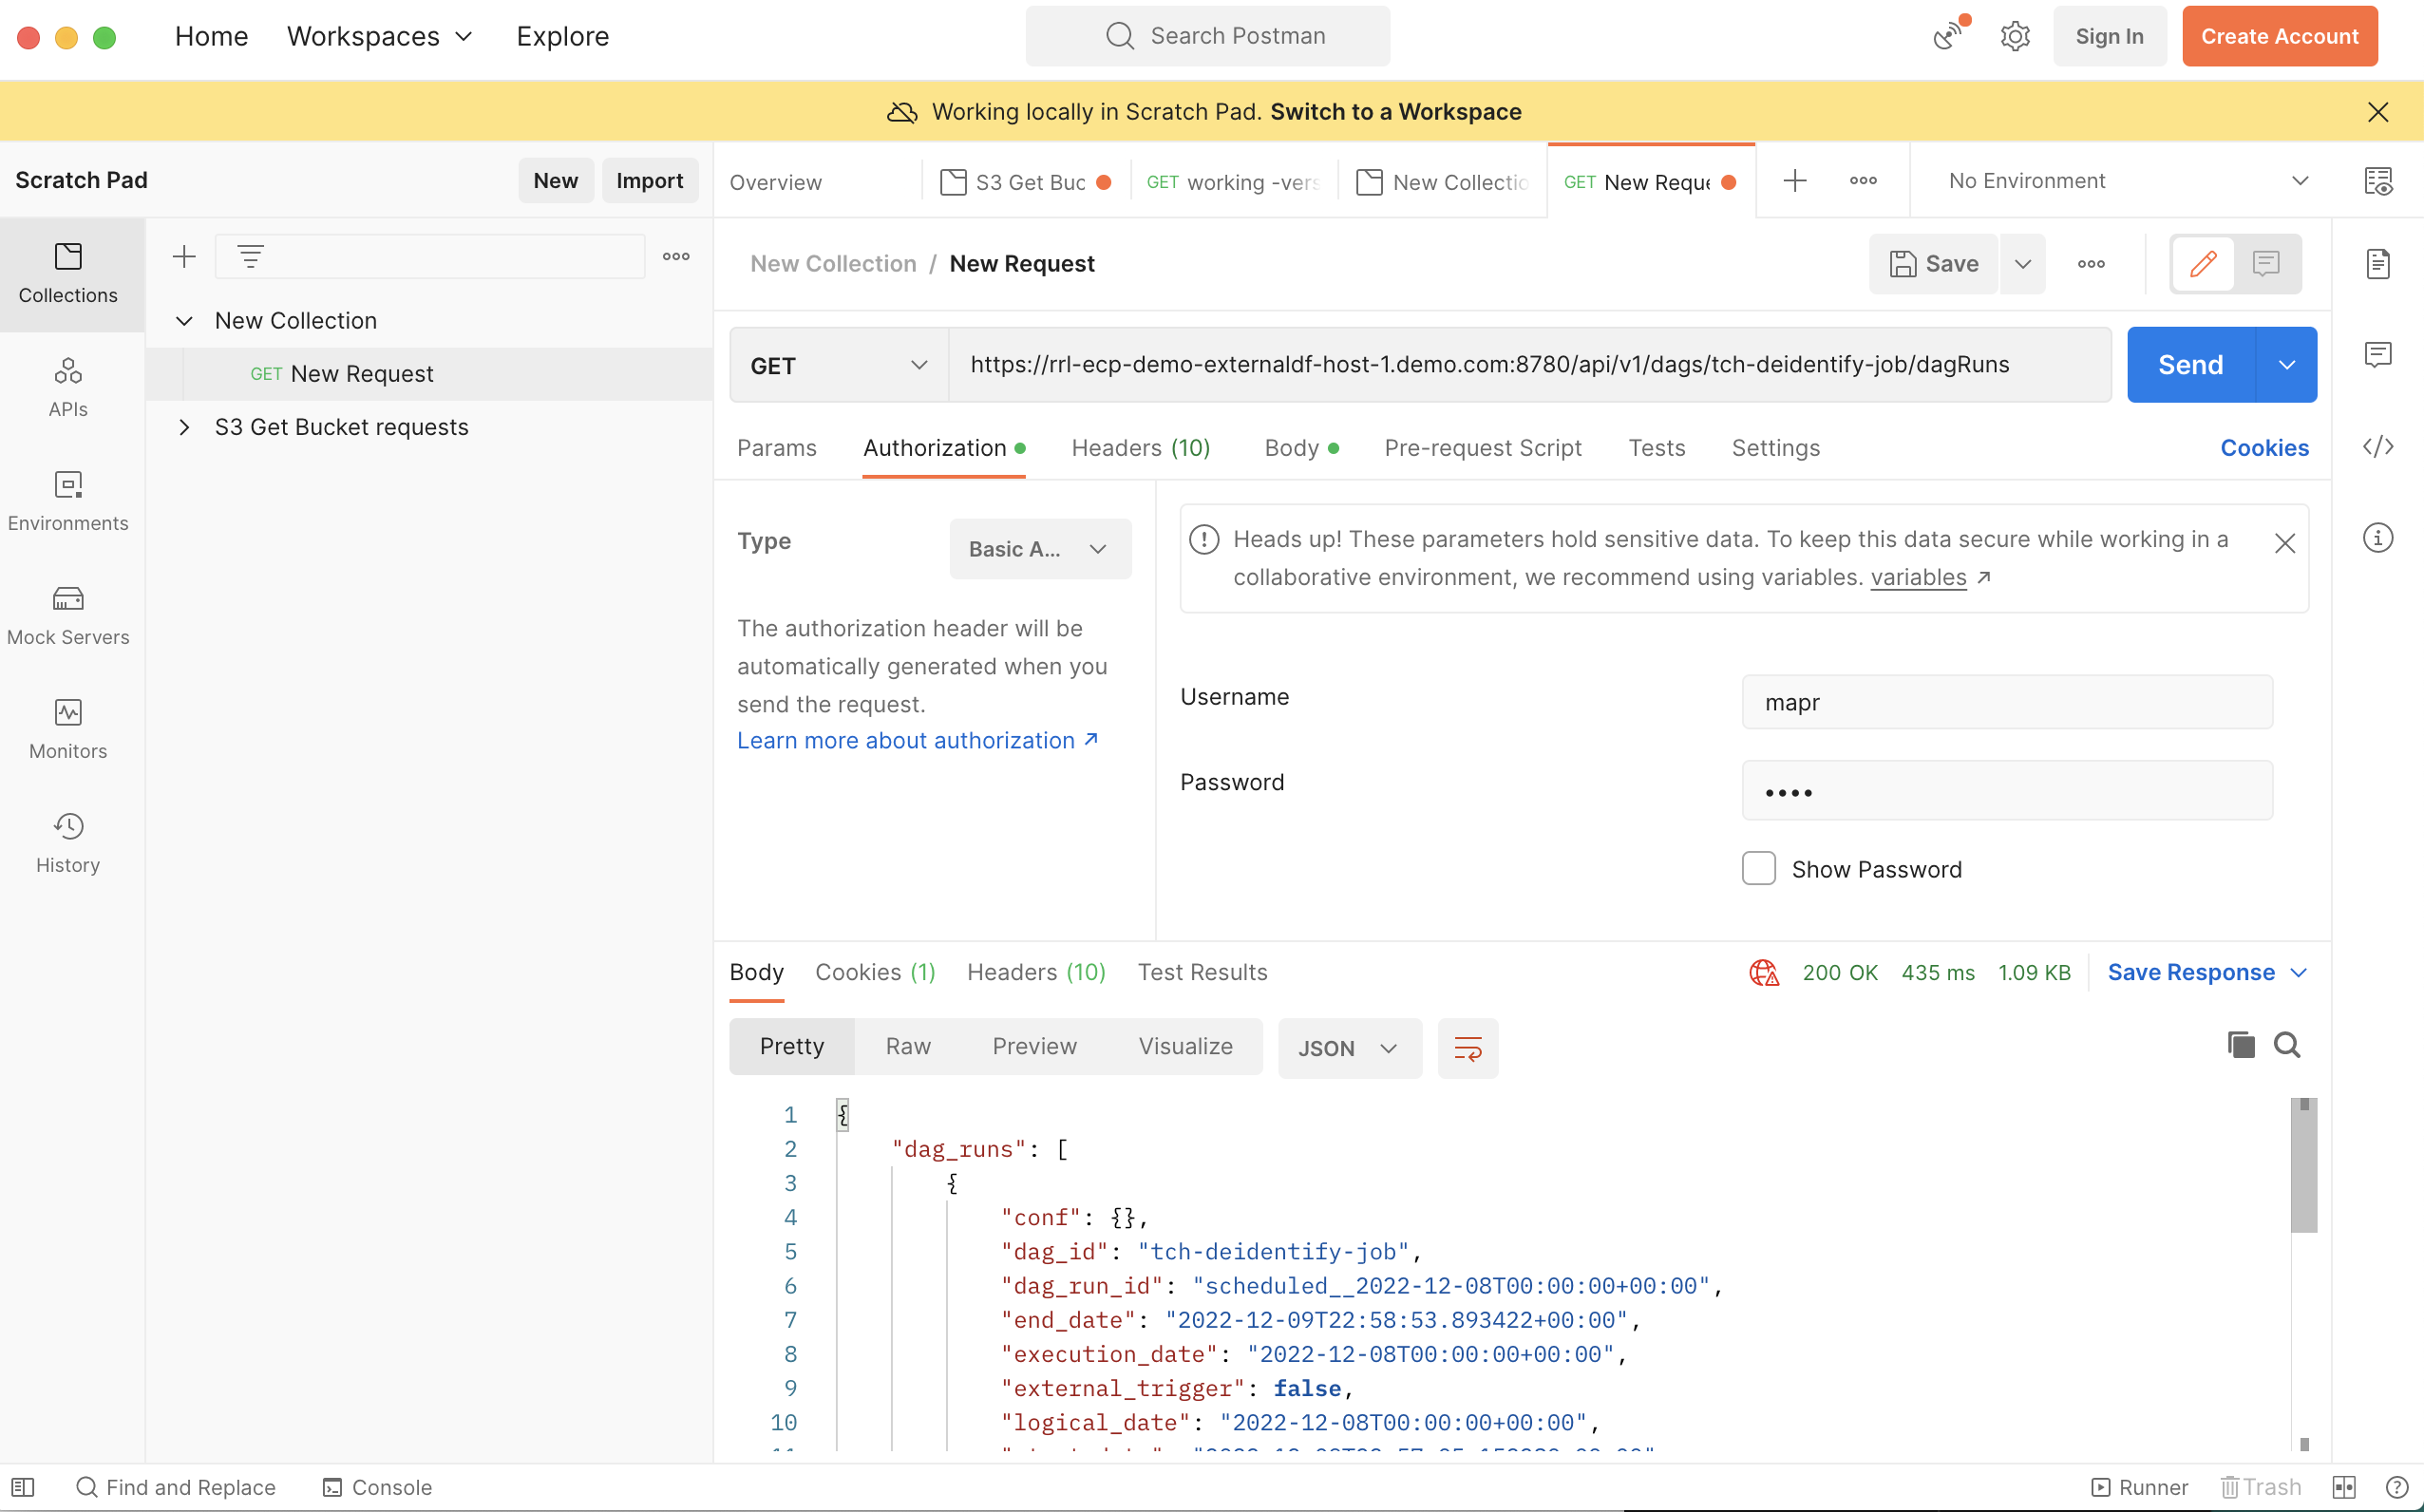 Home Workspaces Explore
Search Postman
Sign In Create Account
Working locally in Scratch Pad. Switch to a Workspace
Scratch Pad New Import
Overview S3 Get Buc GET working -vers New Collectio GET New Reque
No Environment
Collections
APIs
Environments
Mock Servers
Monitors
History
New Collection
GET New Request
S3 Get Bucket requests
New Collection / New Request
Save
GET https://rrl-ecp-demo-externaldf-host-1.demo.com:8780/api/v1/dags/tch-deidentify-job/dagRuns
Send
Params Authorization Headers (10) Body Pre-request Script Tests Settings
Cookies
Type Basic A...
The authorization header will be
automatically generated when you
send the request.
Learn more about authorization ↗
Heads up! These parameters hold sensitive data. To keep this data secure while working in a
collaborative environment, we recommend using variables. variables ↗
Username mapr
Password ••••
Show Password
Body Cookies (1) Headers (10) Test Results
200 OK 435 ms 1.09 KB Save Response
Pretty Raw Preview Visualize JSON
1 {
2 "dag_runs": [
3 {
4 "conf": {},
5 "dag_id": "tch-deidentify-job",
6 "dag_run_id": "scheduled__2022-12-08T00:00:00+00:00",
7 "end_date": "2022-12-09T22:58:53.893422+00:00",
8 "execution_date": "2022-12-08T00:00:00+00:00",
9 "external_trigger": false,
10 "logical_date": "2022-12-08T00:00:00+00:00",
Find and Replace Console
Runner Trash